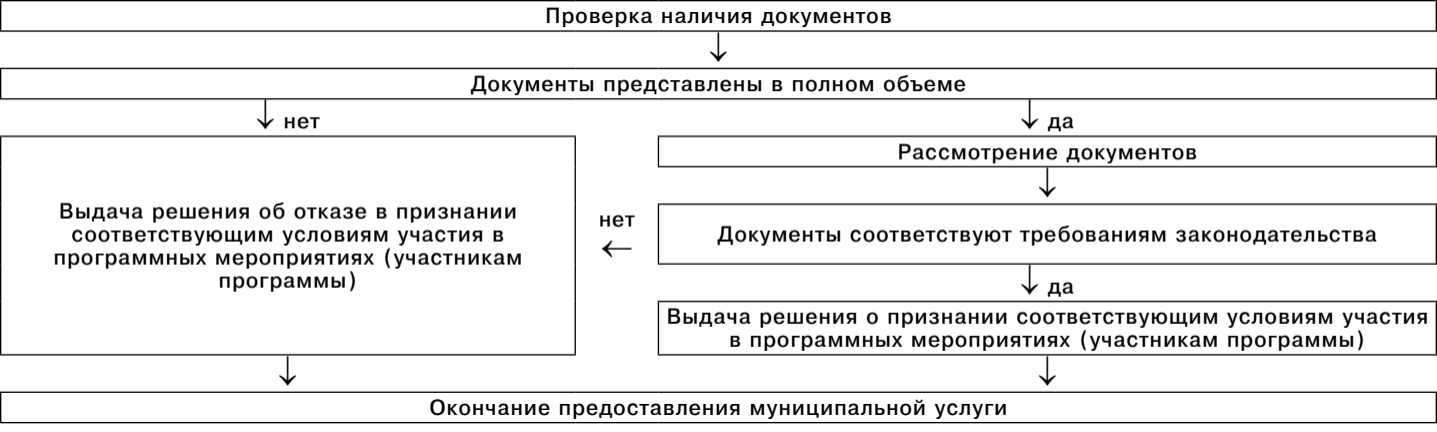 Проверка наличия документов
Документы представлены в полном объеме
нет
да
Рассмотрение документов
Выдача решения об отказе в признании
соответствующим условиям участия в
программных мероприятиях (участникам
программы)
нет
Документы соответствуют требованиям законодательства
да
Выдача решения о признании соответствующим условиям участия
в программных мероприятиях (участникам программы)
Окончание предоставления муниципальной услуги